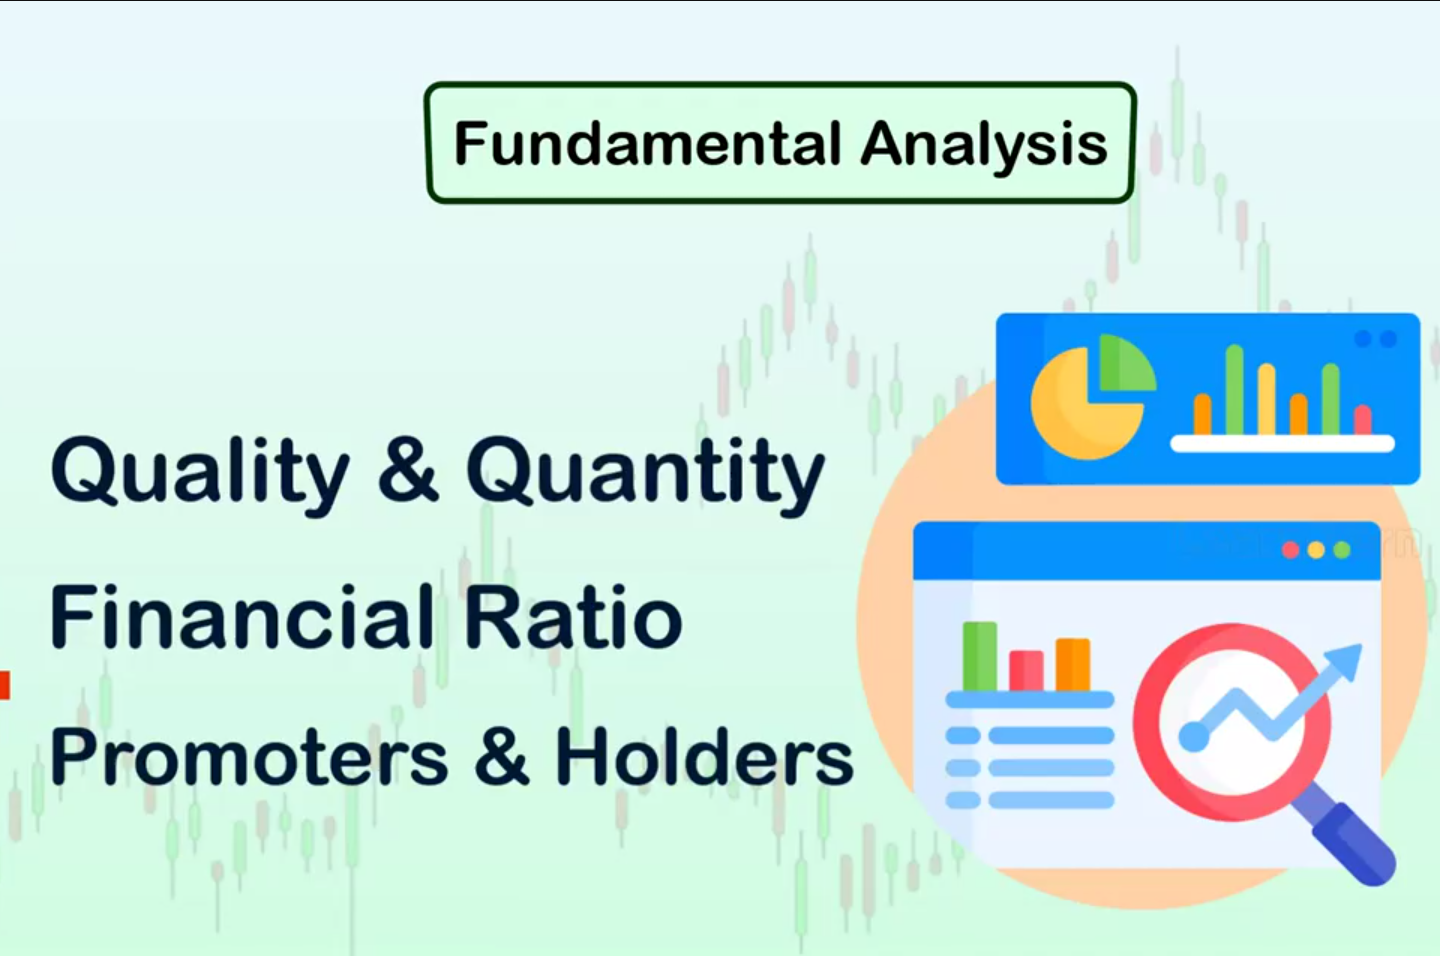 Fundamental Analysis
Quality & Quantity
Financial Ratio
Promoters & Holders